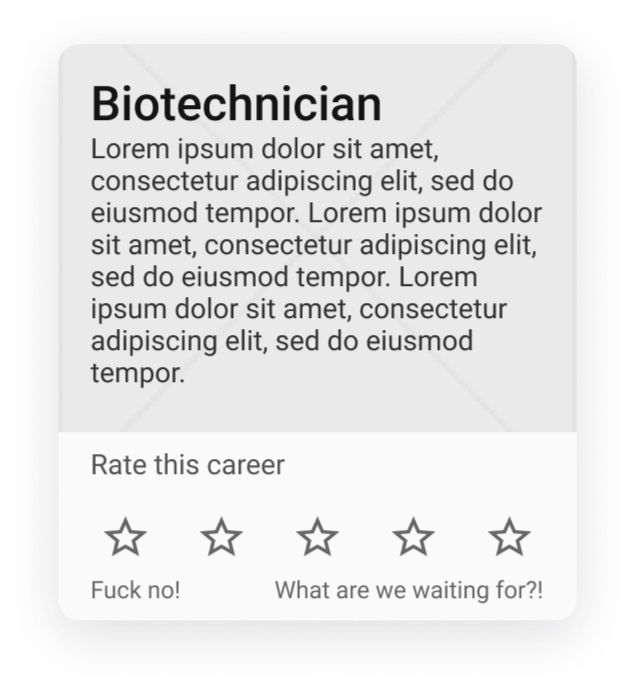 Biotechnician
Lorem ipsum dolor sit amet,
consectetur adipiscing elit, sed do
eiusmod tempor. Lorem ipsum dolor
sit amet, consectetur adipiscing elit,
sed do eiusmod tempor. Lorem
ipsum dolor sit amet, consectetur
adipiscing elit, sed do eiusmod
tempor.
Rate this career
Fuck no!
What are we waiting for?!